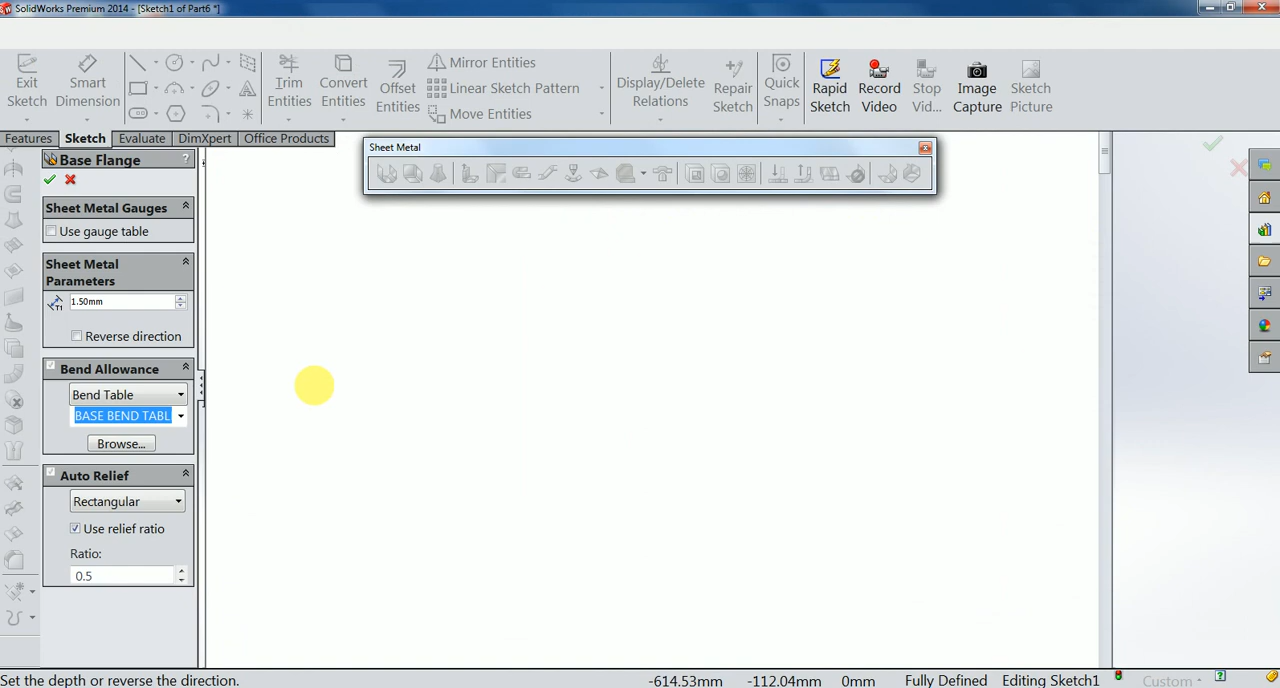 SolidWorks Premium 2014 - [Sketch1 of Part6 *]
Exit Sketch
Smart Dimension
Trim Entities
Convert Entities
Offset Entities
Mirror Entities
Linear Sketch Pattern
Move Entities
Display/Delete Relations
Repair Sketch
Quick Snaps
Rapid Sketch
Record Video
Stop Vid...
Image Capture
Sketch Picture
Features Sketch Evaluate DimXpert Office Products
Sheet Metal
Base Flange ?
Sheet Metal Gauges
Use gauge table
Sheet Metal
Parameters
T1 1.50mm
Reverse direction
Bend Allowance
Bend Table
BASE BEND TABL
Browse...
Auto Relief
Rectangular
Use relief ratio
Ratio:
0.5
Set the depth or reverse the direction. -614.53mm -112.04mm 0mm Fully Defined Editing Sketch1 Custom ?